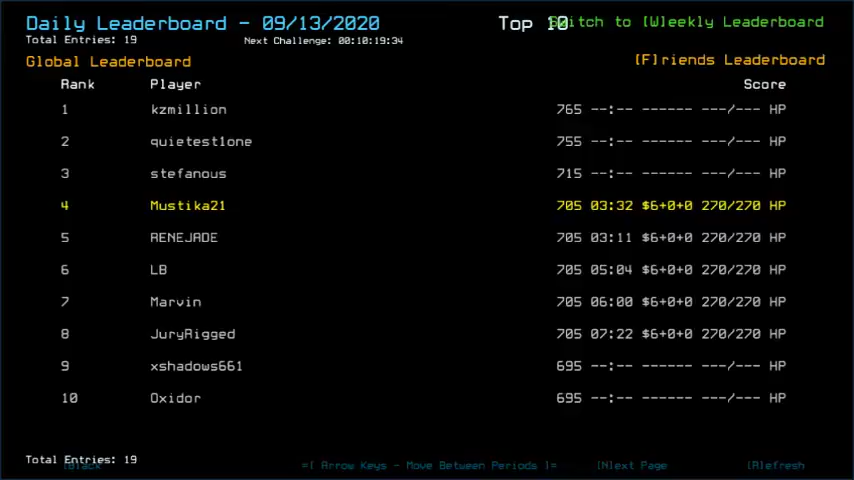 Daily Leaderboard - 09/13/2020 Top 10 Switch to [W]eekly Leaderboard
Total Entries: 19 Next Challenge: 00:10:19:34
Global Leaderboard [F]riends Leaderboard
Rank Player Score
1 kzmillion 765 --:-- ------ ---/--- HP
2 quietest1one 755 --:-- ------ ---/--- HP
3 stefanous 715 --:-- ------ ---/--- HP
4 Mustika21 705 03:32 $6+0+0 270/270 HP
5 RENEJADE 705 03:11 $6+0+0 270/270 HP
6 LB 705 05:04 $6+0+0 270/270 HP
7 Marvin 705 06:00 $6+0+0 270/270 HP
8 JuryRigged 705 07:22 $6+0+0 270/270 HP
9 xshadows661 695 --:-- ------ ---/--- HP
10 Oxidor 695 --:-- ------ ---/--- HP
Total Entries: 19
[B]ack =[ Arrow Keys - Move Between Periods ]= [N]ext Page [R]efresh